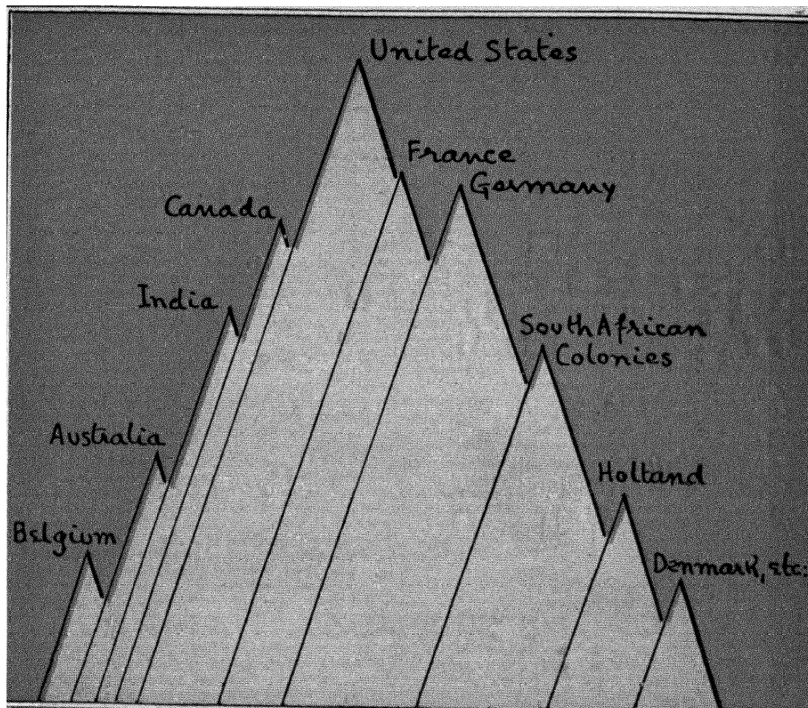 United States
France
Germany
Canada
India
South African
Colonies
Australia
Holland
Belgium
Denmark, etc: